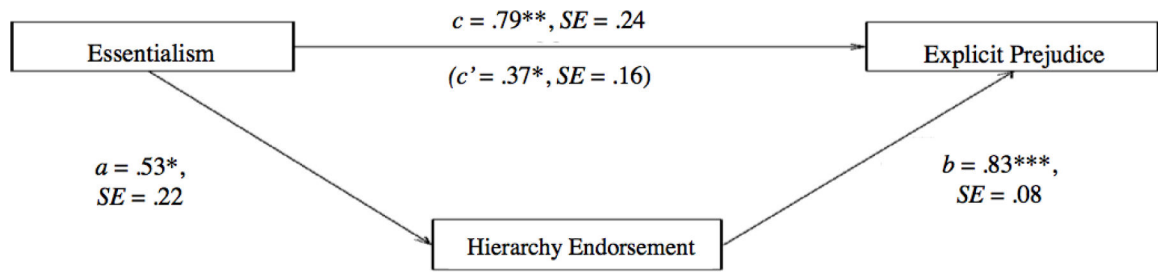 c = .79**, SE = .24
Essentialism
Explicit Prejudice
(c’ = .37*, SE = .16)
a = .53*,
SE = .22
b = .83***,
SE = .08
Hierarchy Endorsement